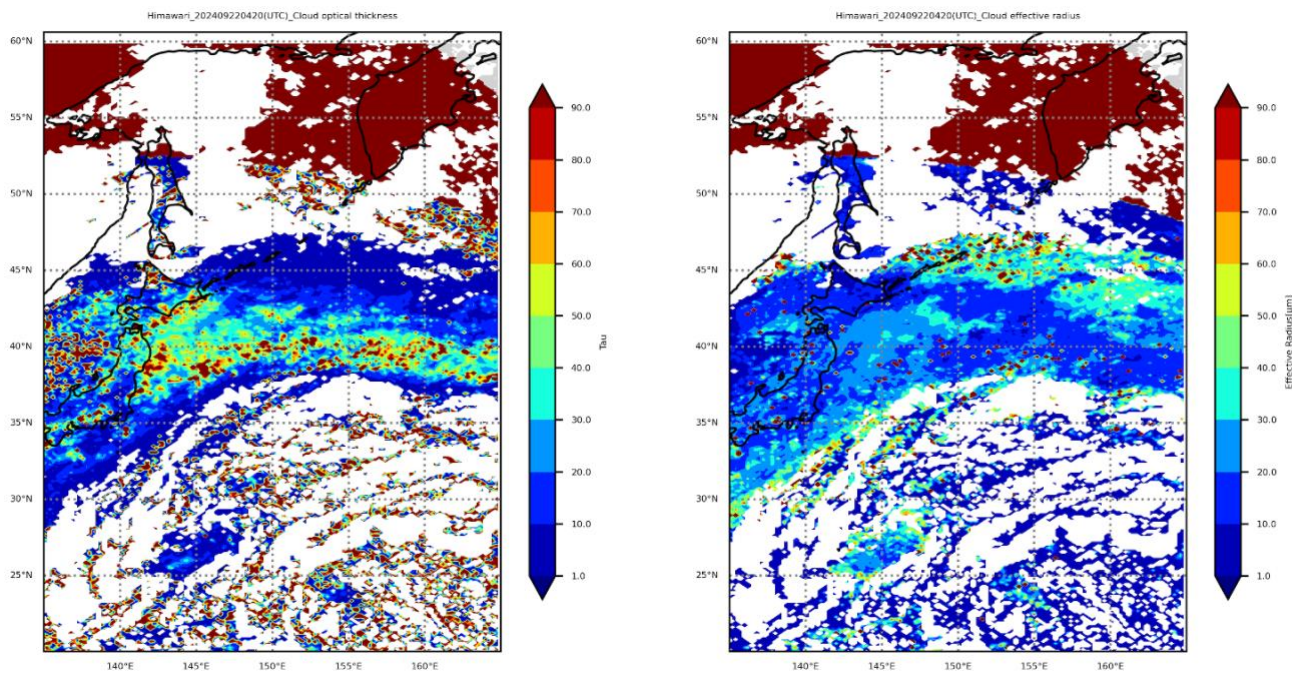 Himawari_202409220420(UTC)_Cloud optical thickness
60°N
55°N
50°N
45°N
40°N
35°N
30°N
25°N
140°E
145°E
150°E
155°E
160°E
90.0
80.0
70.0
60.0
50.0
40.0
30.0
20.0
10.0
1.0
Tau
Himawari_202409220420(UTC)_Cloud effective radius
60°N
55°N
50°N
45°N
40°N
35°N
30°N
25°N
140°E
145°E
150°E
155°E
160°E
90.0
80.0
70.0
60.0
50.0
40.0
30.0
20.0
10.0
1.0
Effective Radius(um)